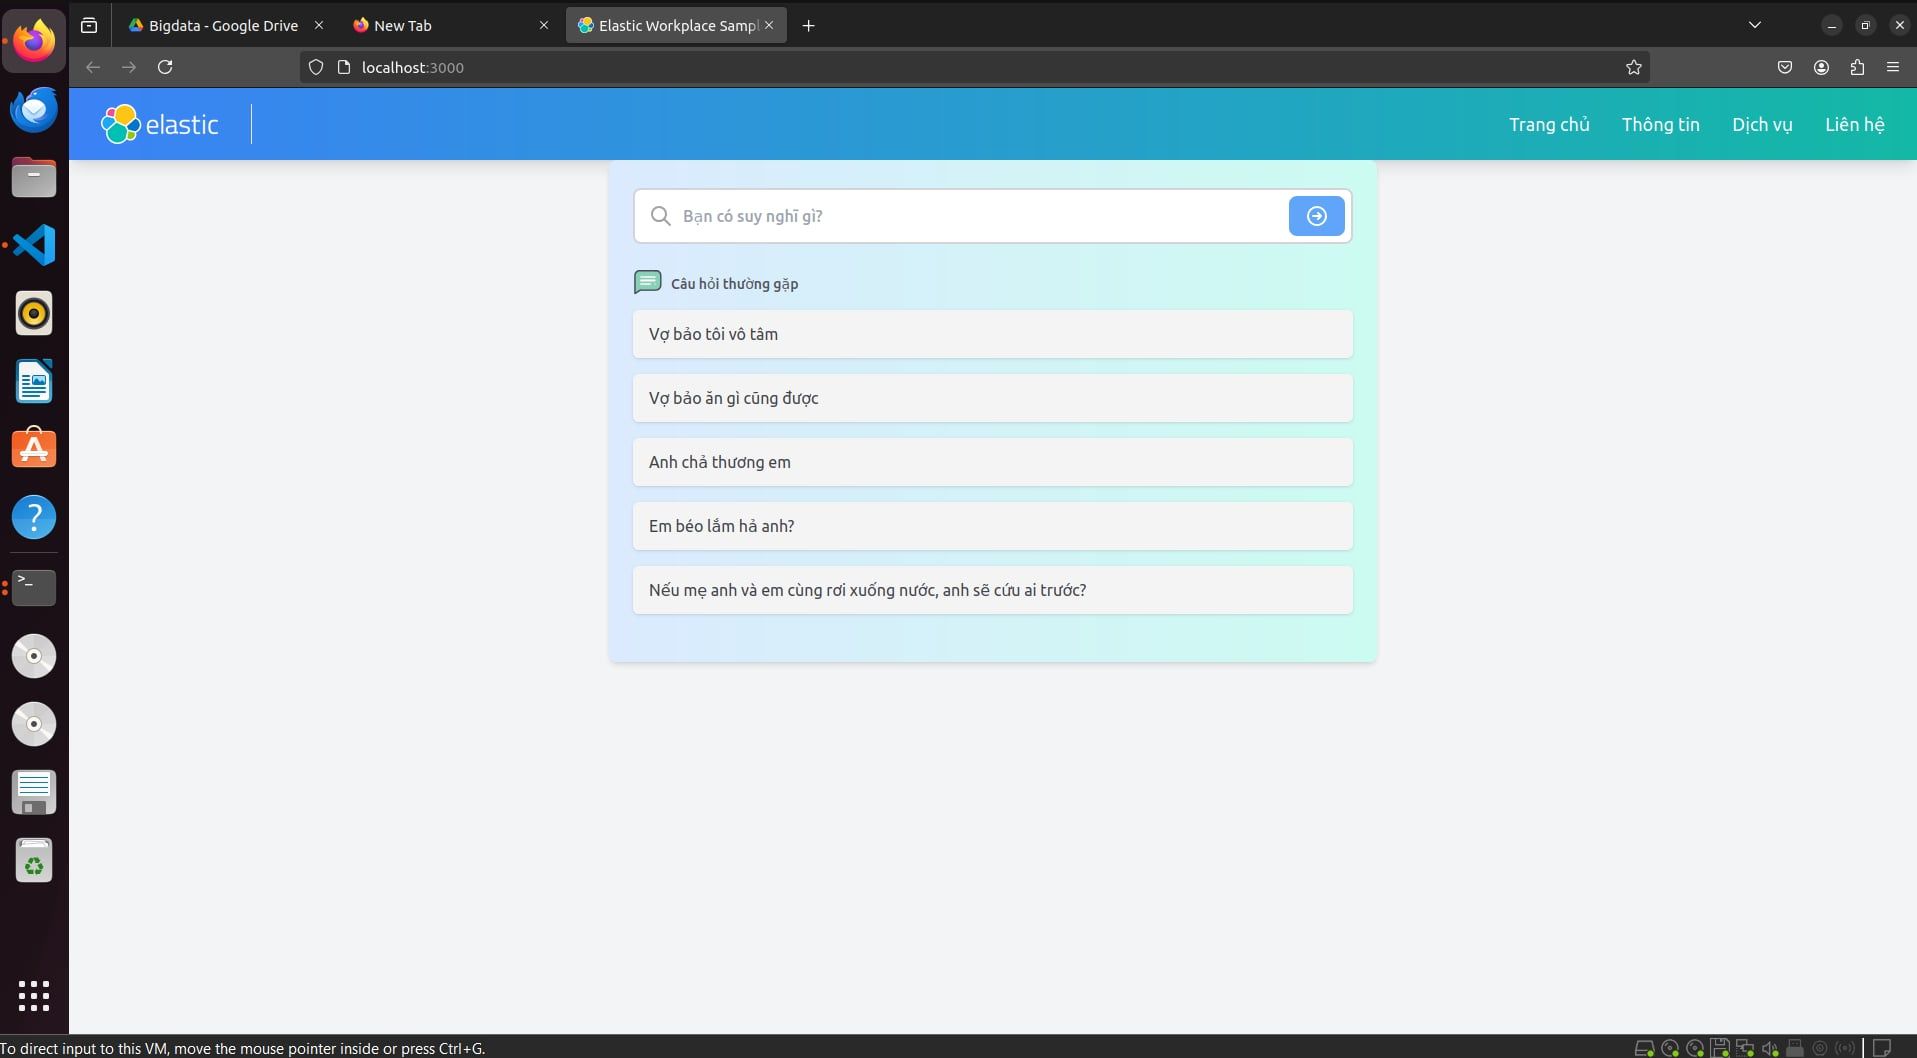 Bigdata - Google Drive
New Tab
Elastic Workplace Sampl
localhost:3000
elastic
Trang chủ
Thông tin
Dịch vụ
Liên hệ
Bạn có suy nghĩ gì?
Câu hỏi thường gặp
Vợ bảo tôi vô tâm
Vợ bảo ăn gì cũng được
Anh chả thương em
Em béo lắm hả anh?
Nếu mẹ anh và em cùng rơi xuống nước, anh sẽ cứu ai trước?
To direct input to this VM, move the mouse pointer inside or press Ctrl+G.